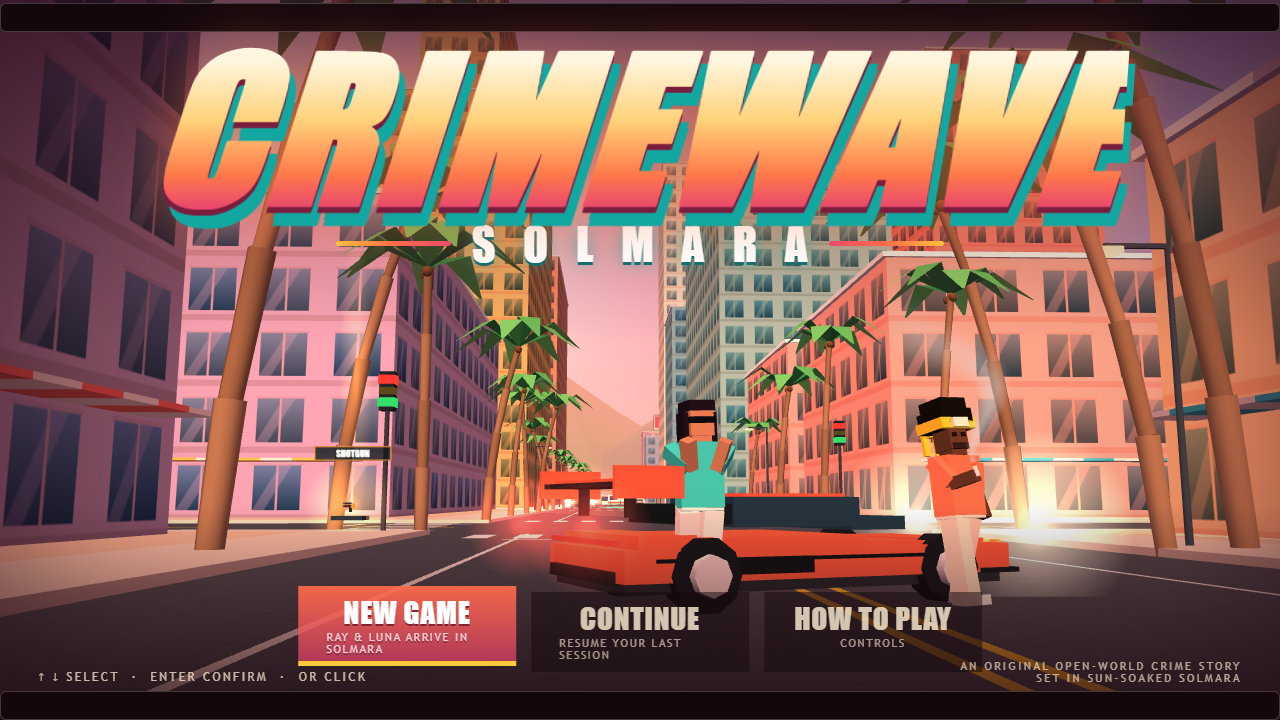 CRIMEWAVE
SOLMARA
SHOTGUN
NEW GAME
RAY & LUNA ARRIVE IN
SOLMARA
CONTINUE
RESUME YOUR LAST
SESSION
HOW TO PLAY
CONTROLS
↑ ↓ SELECT · ENTER CONFIRM · OR CLICK
AN ORIGINAL OPEN-WORLD CRIME STORY
SET IN SUN-SOAKED SOLMARA